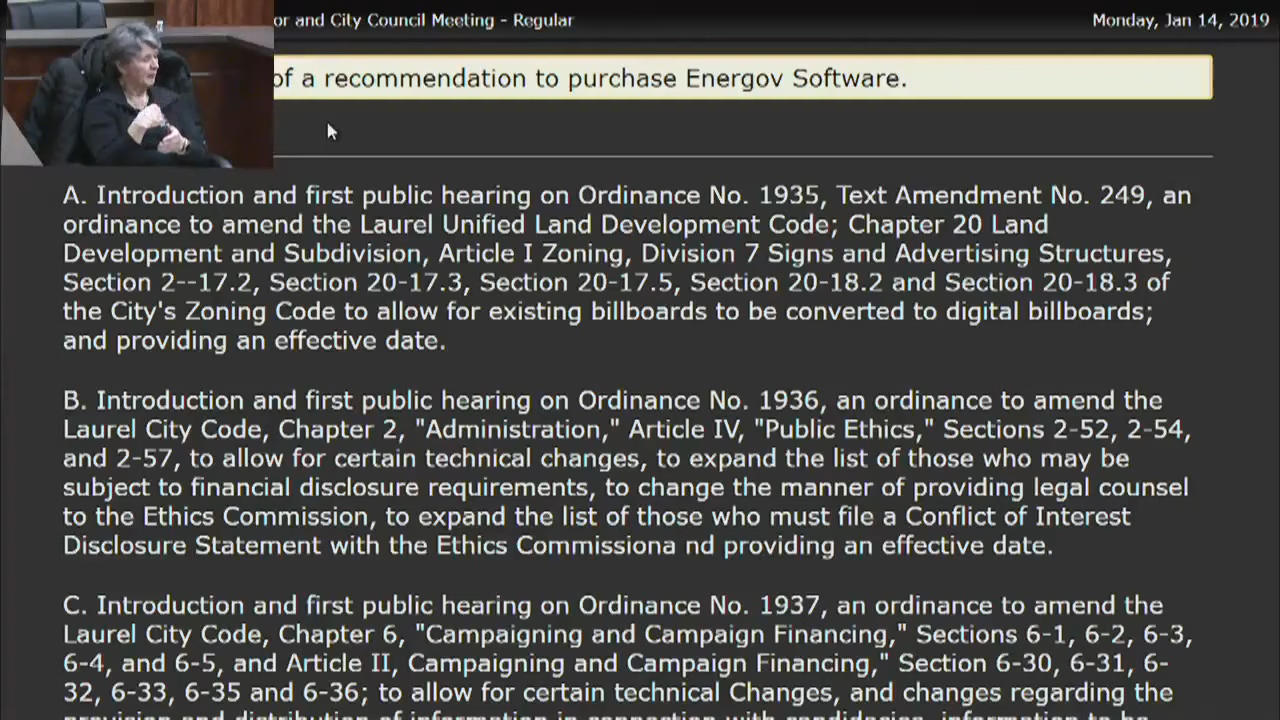 or and City Council Meeting - Regular
Monday, Jan 14, 2019
of a recommendation to purchase Energov Software.
A. Introduction and first public hearing on Ordinance No. 1935, Text Amendment No. 249, an
ordinance to amend the Laurel Unified Land Development Code; Chapter 20 Land
Development and Subdivision, Article I Zoning, Division 7 Signs and Advertising Structures,
Section 2--17.2, Section 20-17.3, Section 20-17.5, Section 20-18.2 and Section 20-18.3 of
the City's Zoning Code to allow for existing billboards to be converted to digital billboards;
and providing an effective date.
B. Introduction and first public hearing on Ordinance No. 1936, an ordinance to amend the
Laurel City Code, Chapter 2, "Administration," Article IV, "Public Ethics," Sections 2-52, 2-54,
and 2-57, to allow for certain technical changes, to expand the list of those who may be
subject to financial disclosure requirements, to change the manner of providing legal counsel
to the Ethics Commission, to expand the list of those who must file a Conflict of Interest
Disclosure Statement with the Ethics Commissiona nd providing an effective date.
C. Introduction and first public hearing on Ordinance No. 1937, an ordinance to amend the
Laurel City Code, Chapter 6, "Campaigning and Campaign Financing," Sections 6-1, 6-2, 6-3,
6-4, and 6-5, and Article II, Campaigning and Campaign Financing," Section 6-30, 6-31, 6-
32, 6-33, 6-35 and 6-36; to allow for certain technical Changes, and changes regarding the
provision and distribution of information in connection with candidacies, information to be